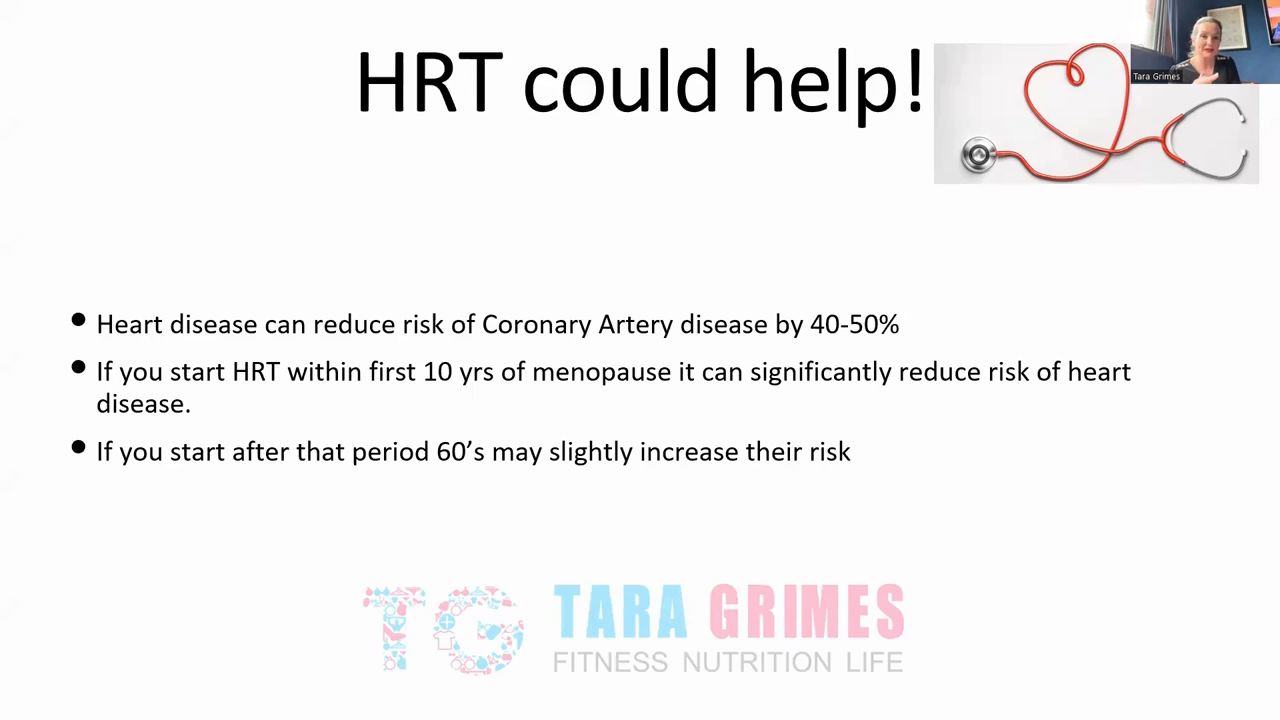 HRT could help!
Tara Grimes
• Heart disease can reduce risk of Coronary Artery disease by 40-50%
• If you start HRT within first 10 yrs of menopause it can significantly reduce risk of heart
disease.
• If you start after that period 60’s may slightly increase their risk
TG
TARA GRIMES
FITNESS NUTRITION LIFE